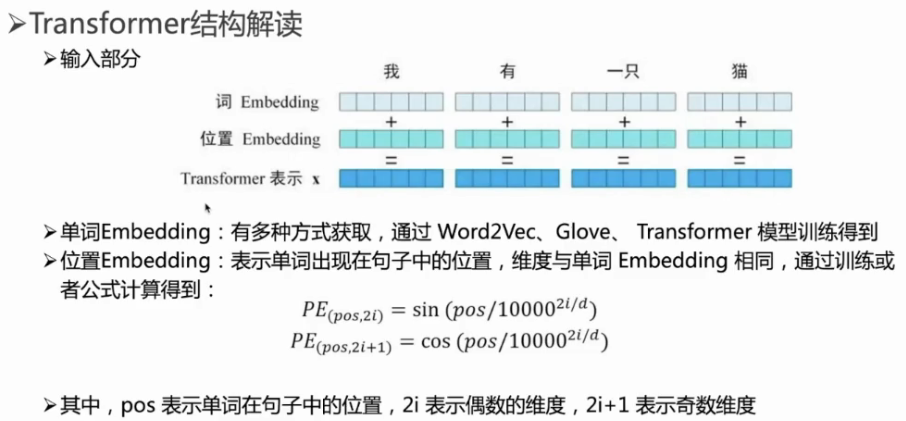 ➢Transformer结构解读
➢输入部分
我 有 一只 猫
词 Embedding
+ + + +
位置 Embedding
= = = =
Transformer 表示 x
➢单词Embedding：有多种方式获取，通过 Word2Vec、Glove、 Transformer 模型训练得到
➢位置Embedding：表示单词出现在句子中的位置，维度与单词 Embedding 相同，通过训练或
者公式计算得到：
PE_(pos,2i) = sin (pos/10000^{2i/d})
PE_(pos,2i+1) = cos (pos/10000^{2i/d})
➢其中，pos 表示单词在句子中的位置，2i 表示偶数的维度，2i+1 表示奇数维度